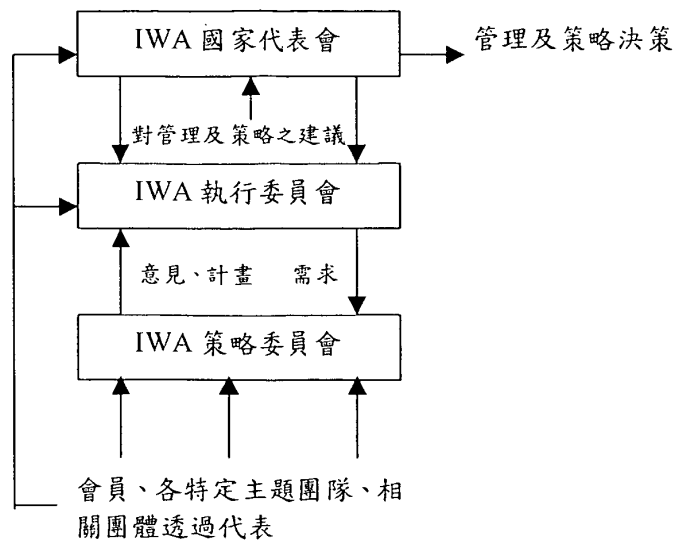 IWA 國家代表會
管理及策略決策
對管理及策略之建議
IWA 執行委員會
意見、計畫 需求
IWA 策略委員會
會員、各特定主題團隊、相
關團體透過代表